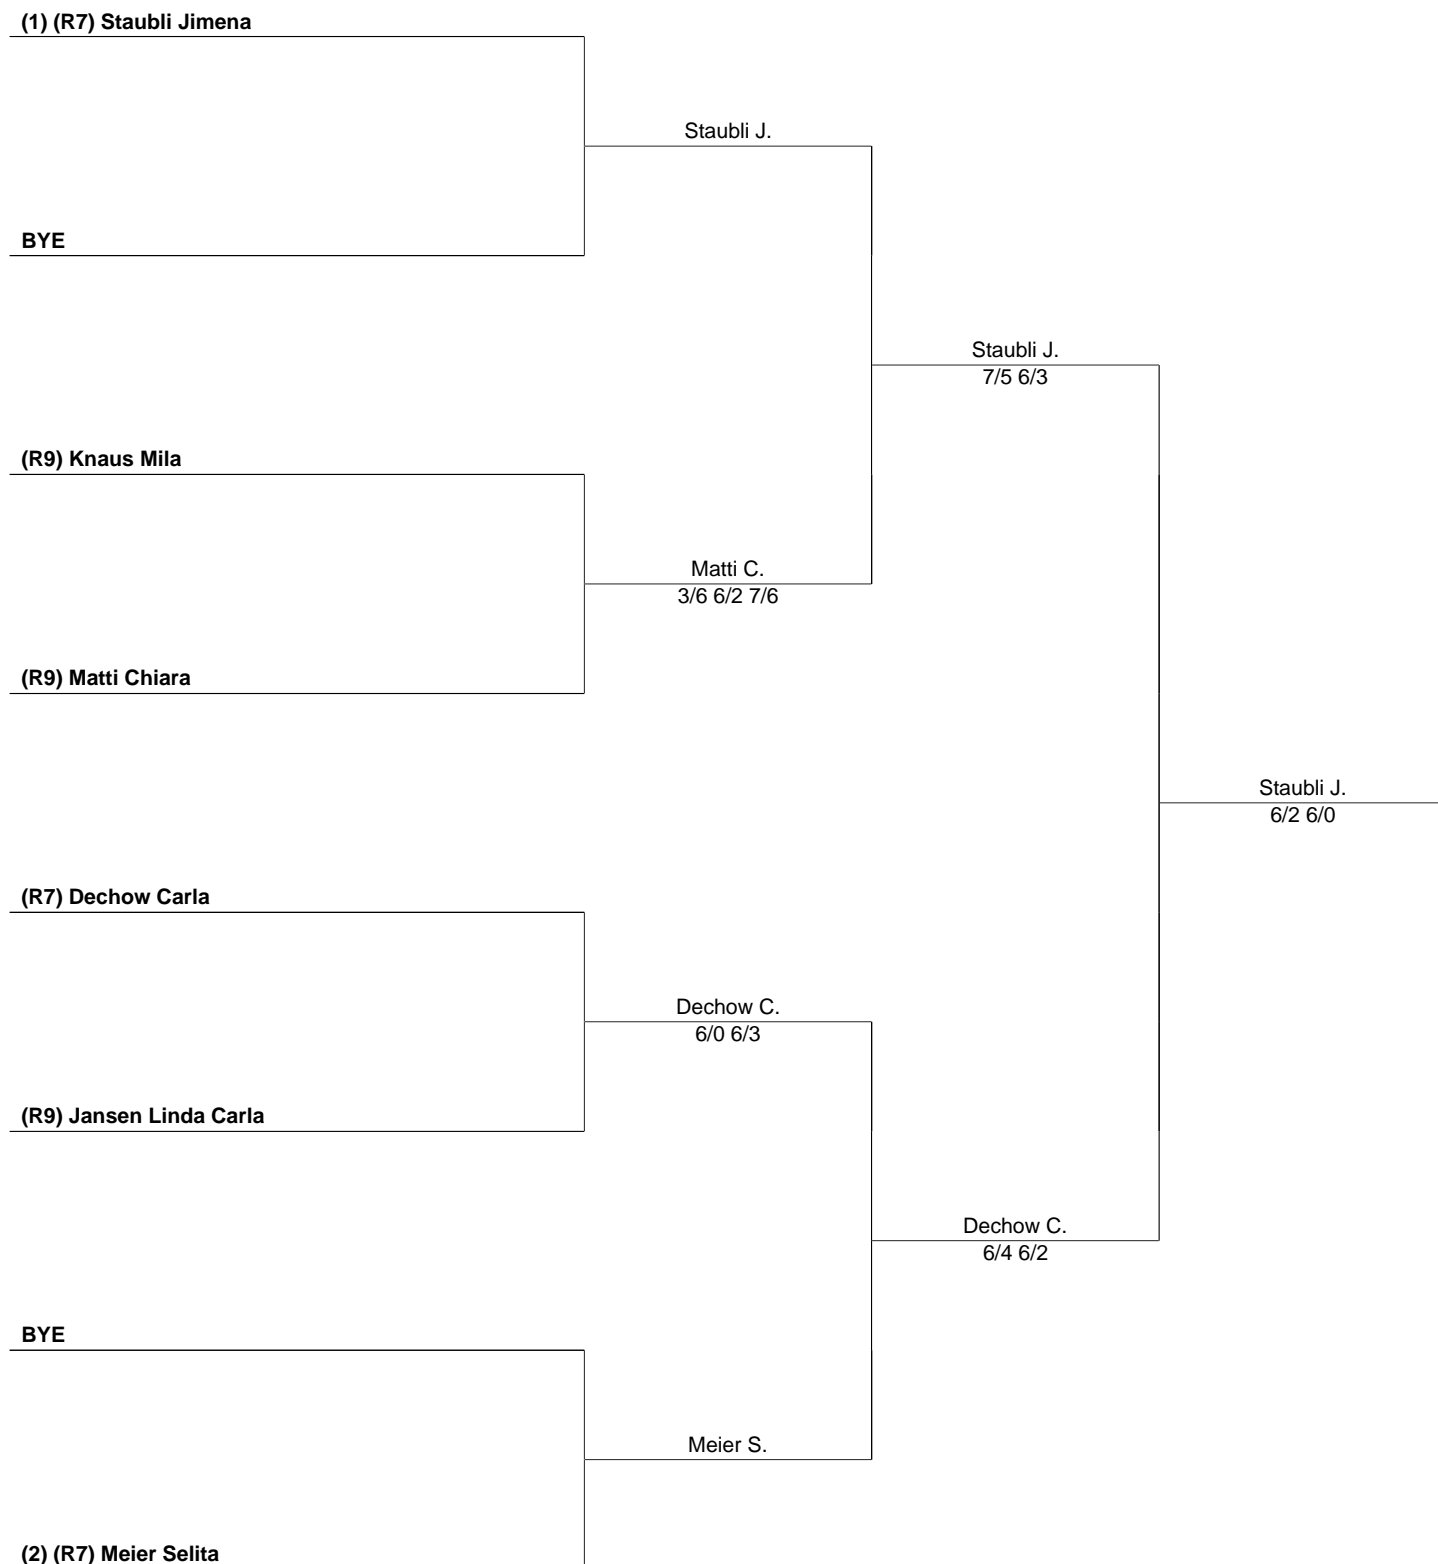 (1) (R7) Staubli Jimena
Staubli J.
BYE
Staubli J.
7/5 6/3
(R9) Knaus Mila
Matti C.
3/6 6/2 7/6
(R9) Matti Chiara
Staubli J.
6/2 6/0
(R7) Dechow Carla
Dechow C.
6/0 6/3
(R9) Jansen Linda Carla
Dechow C.
6/4 6/2
BYE
Meier S.
(2) (R7) Meier Selita